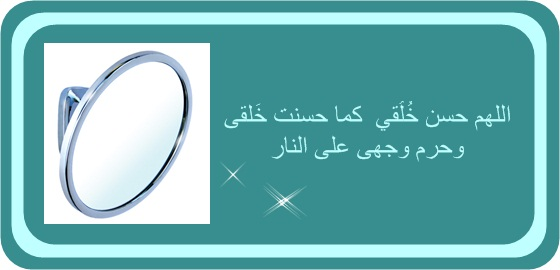 اللهم حسن خُلَقي كما حسنت خَلقى
وحرم وجهى على النار